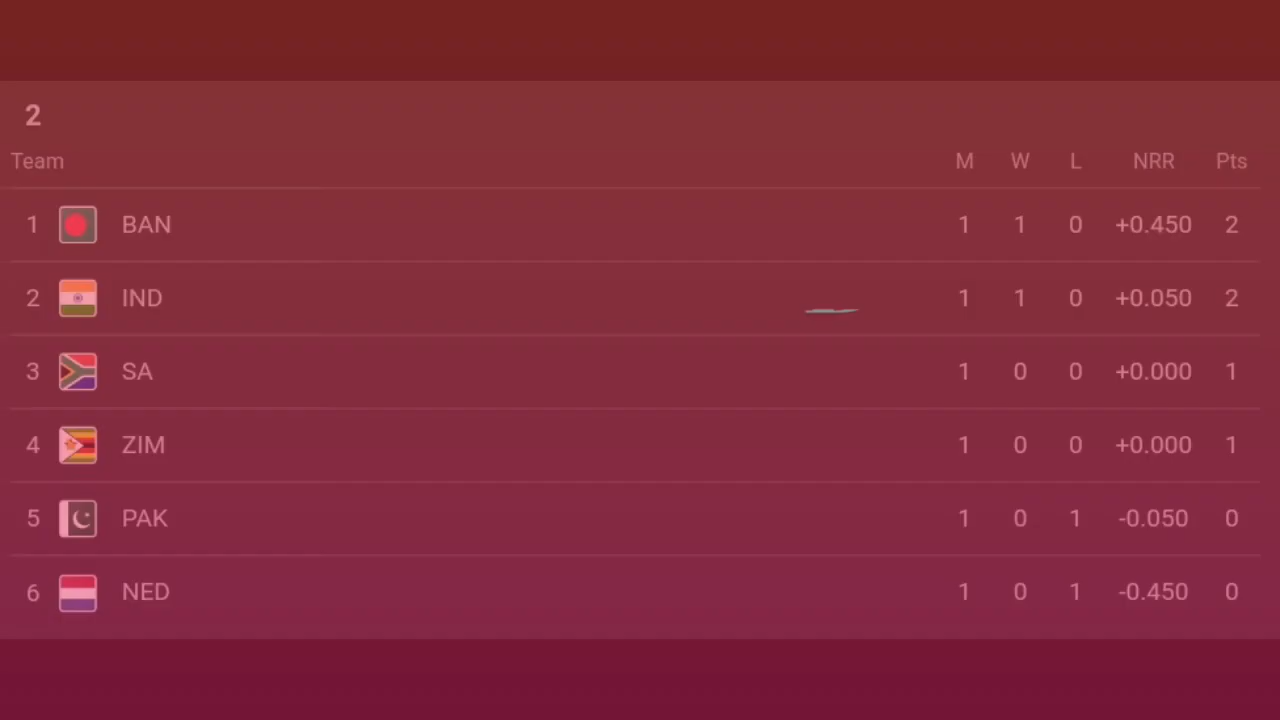 2
Team M W L NRR Pts
1 BAN 1 1 0 +0.450 2
2 IND 1 1 0 +0.050 2
3 SA 1 0 0 +0.000 1
4 ZIM 1 0 0 +0.000 1
5 PAK 1 0 1 -0.050 0
6 NED 1 0 1 -0.450 0